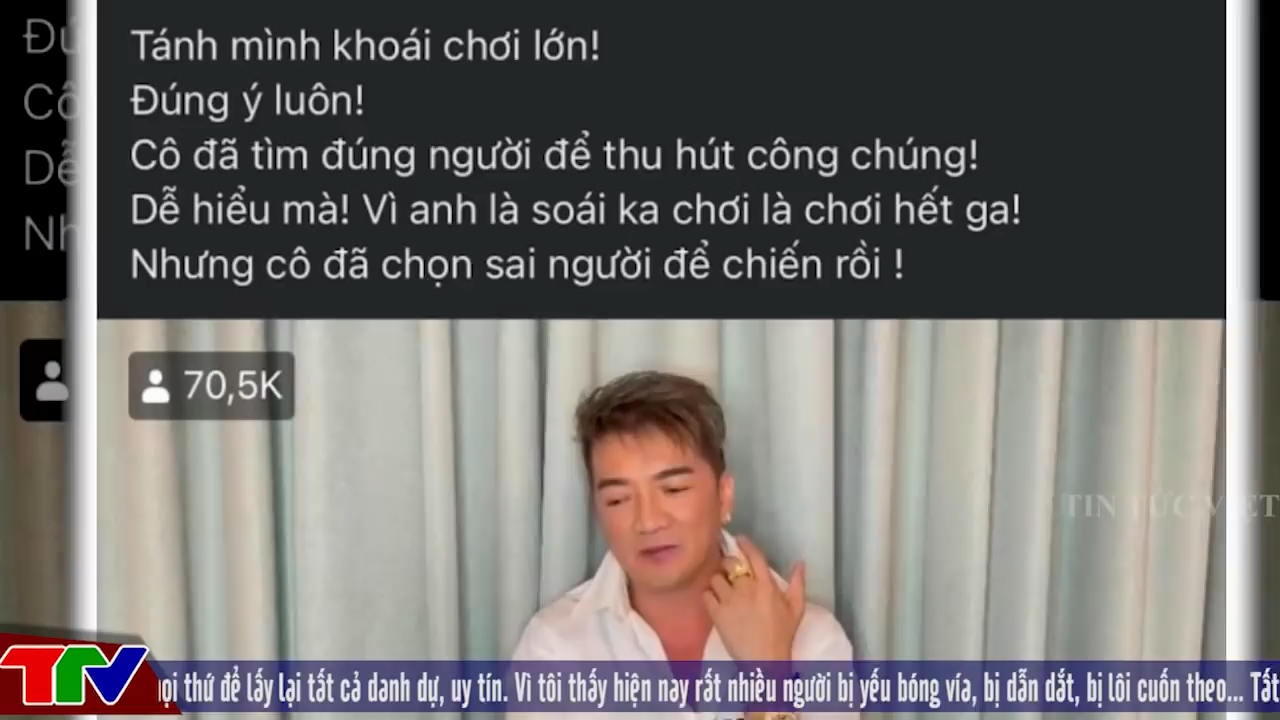 Tánh mình khoái chơi lớn!
Đúng ý luôn!
Cô đã tìm đúng người để thu hút công chúng!
Dễ hiểu mà! Vì anh là soái ka chơi là chơi hết ga!
Nhưng cô đã chọn sai người để chiến rồi !
70,5K
TIN TỨC VIỆT
TTV
thứ để lấy lại tất cả danh dự, uy tín. Vì tôi thấy hiện nay rất nhiều người bị yếu bóng vía, bị dẫn dắt, bị lôi cuốn theo... TẤT